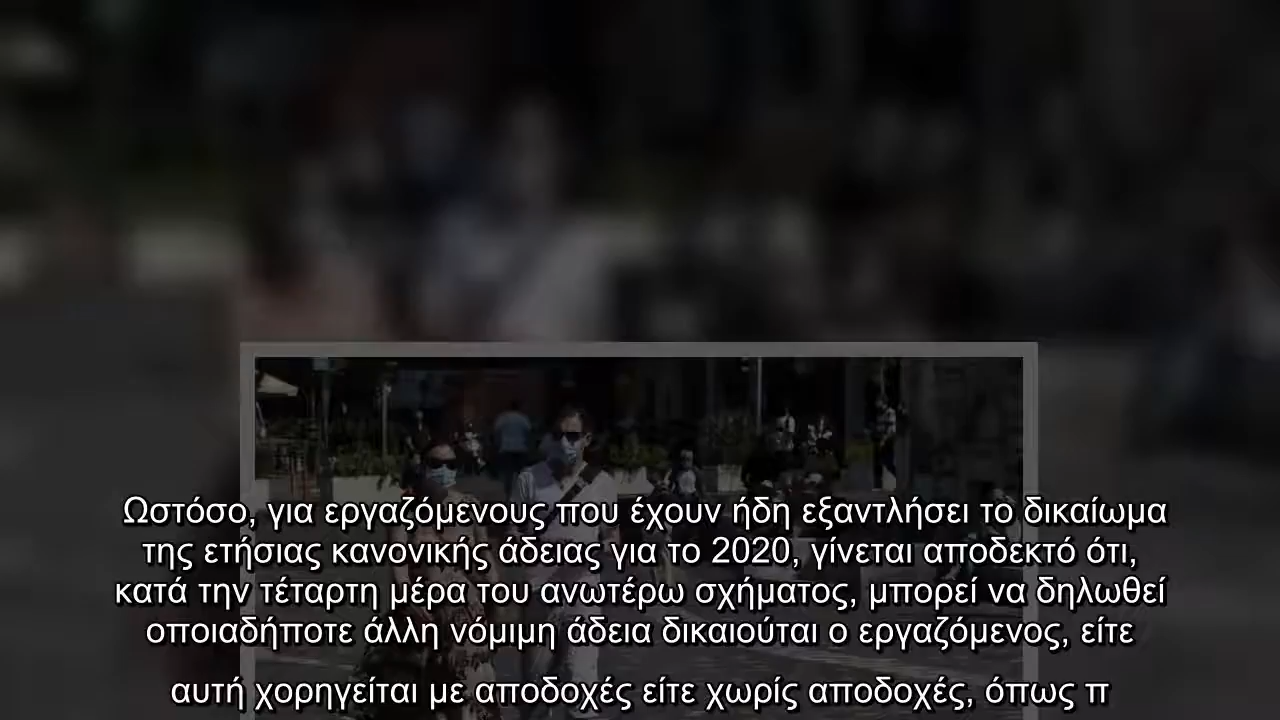 Ωστόσο, για εργαζόμενους που έχουν ήδη εξαντλήσει το δικαίωμα
της ετήσιας κανονικής άδειας για το 2020, γίνεται αποδεκτό ότι,
κατά την τέταρτη μέρα του ανωτέρω σχήματος, μπορεί να δηλωθεί
οποιαδήποτε άλλη νόμιμη άδεια δικαιούται ο εργαζόμενος, είτε
αυτή χορηγείται με αποδοχές είτε χωρίς αποδοχές, όπως π